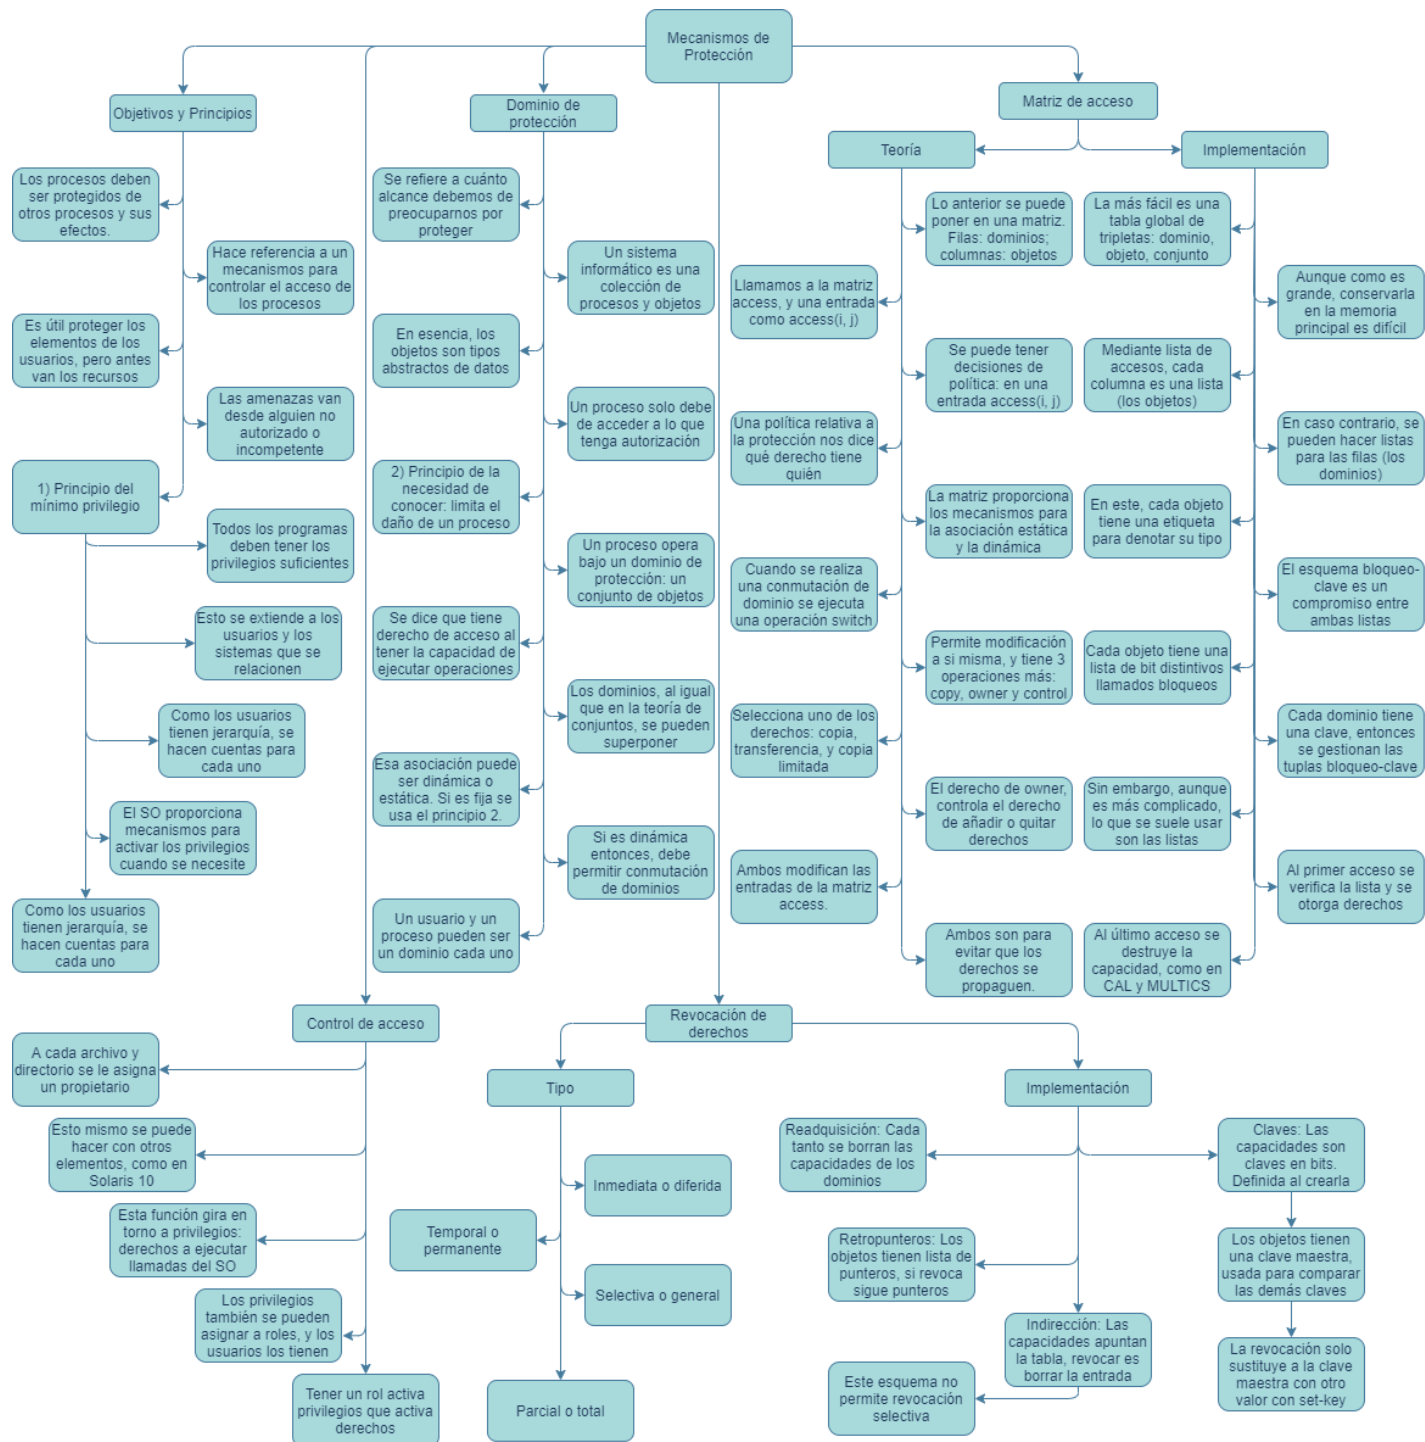 Mecanismos de
Protección
Objetivos y Principios
Los procesos deben
ser protegidos de
otros procesos y sus
efectos.
Hace referencia a un
mecanismos para
controlar el acceso de
los procesos
Es útil proteger los
elementos de los
usuarios, pero antes
van los recursos
Las amenazas van
desde alguien no
autorizado o
incompetente
1) Principio del
mínimo privilegio
Todos los programas
deben tener los
privilegios suficientes
Esto se extiende a los
usuarios y los
sistemas que se
relacionen
Como los usuarios
tienen jerarquía, se
hacen cuentas para
cada uno
El SO proporciona
mecanismos para
activar los privilegios
cuando se necesite
Como los usuarios
tienen jerarquía, se
hacen cuentas para
cada uno
Dominio de
protección
Se refiere a cuánto
alcance debemos de
preocuparnos por
proteger
Un sistema
informático es una
colección de
procesos y objetos
En esencia, los
objetos son tipos
abstractos de datos
Un proceso solo debe
de acceder a lo que
tenga autorización
2) Principio de la
necesidad de
conocer: limita el
daño de un proceso
Un proceso opera
bajo un dominio de
protección: un
conjunto de objetos
Se dice que tiene
derecho de acceso al
tener la capacidad de
ejecutar operaciones
Los dominios, al igual
que en la teoría de
conjuntos, se pueden
superponer
Esa asociación puede
ser dinámica o
estática. Si es fija se
usa el principio 2.
Si es dinámica
entonces, debe
permitir conmutación
de dominios
Un usuario y un
proceso pueden ser
un dominio cada uno
Matriz de acceso
Teoría
Lo anterior se puede
poner en una matriz.
Filas: dominios;
columnas: objetos
Llamamos a la matriz
access, y una entrada
como access(i, j)
Se puede tener
decisiones de
política: en una
entrada access(i, j)
Una política relativa a
la protección nos dice
qué derecho tiene
quién
La matriz proporciona
los mecanismos para
la asociación estática
y la dinámica
Cuando se realiza
una conmutación de
dominio se ejecuta
una operación switch
Permite modificación
a si misma, y tiene 3
operaciones más:
copy, owner y control
Selecciona uno de los
derechos: copia,
transferencia, y copia
limitada
El derecho de owner,
controla el derecho
de añadir o quitar
derechos
Ambos modifican las
entradas de la matriz
access.
Ambos son para
evitar que los
derechos se
propaguen.
Implementación
La más fácil es una
tabla global de
tripletas: dominio,
objeto, conjunto
Aunque como es
grande, conservarla
en la memoria
principal es difícil
Mediante lista de
accesos, cada
columna es una lista
(los objetos)
En caso contrario, se
pueden hacer listas
para las filas (los
dominios)
En este, cada objeto
tiene una etiqueta
para denotar su tipo
El esquema bloqueo-
clave es un
compromiso entre
ambas listas
Cada objeto tiene una
lista de bit distintivos
llamados bloqueos
Cada dominio tiene
una clave, entonces
se gestionan las
tuplas bloqueo-clave
Sin embargo, aunque
es más complicado,
lo que se suele usar
son las listas
Al primer acceso se
verifica la lista y se
otorga derechos
Al último acceso se
destruye la
capacidad, como en
CAL y MULTICS
Control de acceso
A cada archivo y
directorio se le asigna
un propietario
Esto mismo se puede
hacer con otros
elementos, como en
Solaris 10
Esta función gira en
torno a privilegios:
derechos a ejecutar
llamadas del SO
Los privilegios
también se pueden
asignar a roles, y los
usuarios los tienen
Tener un rol activa
privilegios que activa
derechos
Revocación de
derechos
Tipo
Inmediata o diferida
Temporal o
permanente
Selectiva o general
Parcial o total
Implementación
Readquisición: Cada
tanto se borran las
capacidades de los
dominios
Claves: Las
capacidades son
claves en bits.
Definida al crearla
Retropunteros: Los
objetos tienen lista de
punteros, si revoca
sigue punteros
Los objetos tienen
una clave maestra,
usada para comparar
las demás claves
Indirección: Las
capacidades apuntan
la tabla, revocar es
borrar la entrada
La revocación solo
sustituye a la clave
maestra con otro
valor con set-key
Este esquema no
permite revocación
selectiva